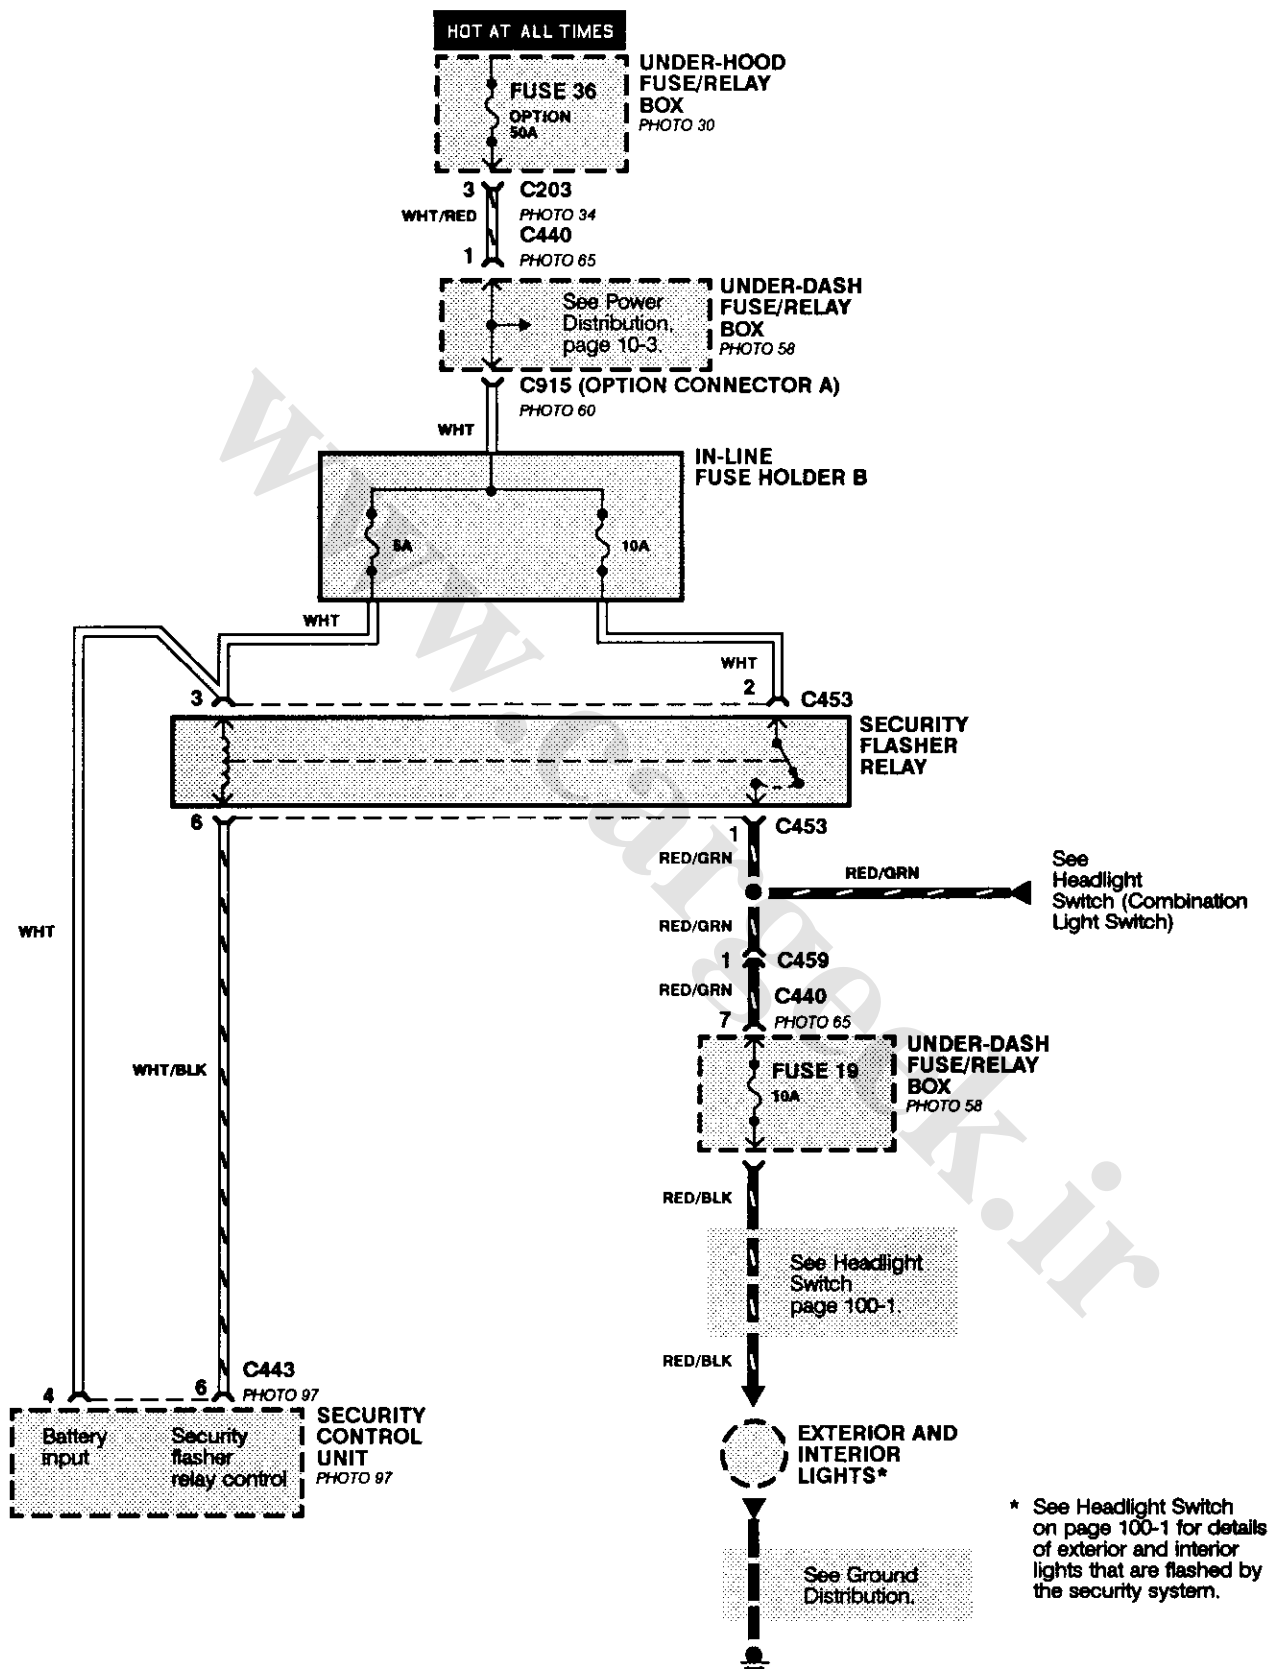 HOT AT ALL TIMES
UNDER-HOOD
FUSE/RELAY
BOX
PHOTO 30
FUSE 36
OPTION
50A
3
C203
PHOTO 34
WHT/RED
C440
1
PHOTO 65
UNDER-DASH
FUSE/RELAY
BOX
PHOTO 58
See Power
Distribution,
page 10-3.
C915 (OPTION CONNECTOR A)
PHOTO 60
WHT
IN-LINE
FUSE HOLDER B
10A
WHT
WHT
3
2
C453
SECURITY
FLASHER
RELAY
6
1
C453
RED/GRN
RED/GRN
See
Headlight
Switch (Combination
Light Switch)
RED/GRN
WHT
1
C459
RED/GRN
C440
7
PHOTO 65
UNDER-DASH
FUSE/RELAY
BOX
PHOTO 58
FUSE 19
10A
WHT/BLK
RED/BLK
See Headlight
Switch
page 100-1.
RED/BLK
C443
4
6
PHOTO 97
SECURITY
CONTROL
UNIT
PHOTO 97
Battery
input
Security
flasher
relay control
EXTERIOR AND
INTERIOR
LIGHTS*
* See Headlight Switch
on page 100-1 for details
of exterior and interior
lights that are flashed by
the security system.
See Ground
Distribution.
www.cargeek.ir